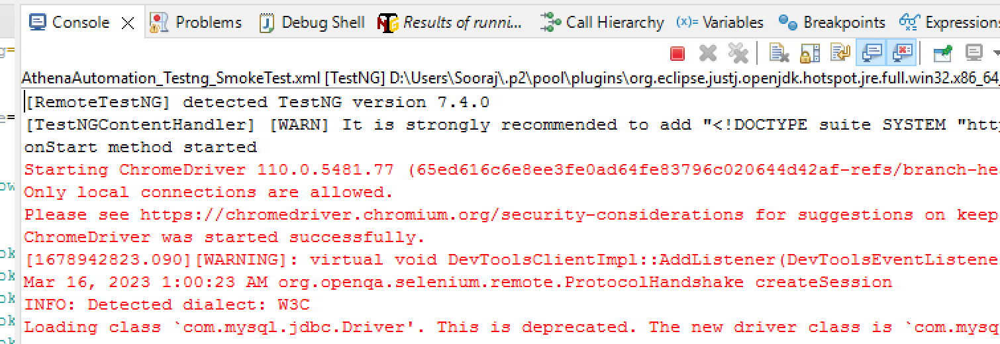 Console Problems Debug Shell Results of runni... Call Hierarchy (x)= Variables Breakpoints Expressions
AthenaAutomation_Testng_SmokeTest.xml [TestNG] D:\Users\Sooraj\.p2\pool\plugins\org.eclipse.justj.openjdk.hotspot.jre.full.win32.x86_64_
[RemoteTestNG] detected TestNG version 7.4.0
[TestNGContentHandler] [WARN] It is strongly recommended to add "<!DOCTYPE suite SYSTEM "http
onStart method started
Starting ChromeDriver 110.0.5481.77 (65ed616c6e8ee3fe0ad64fe83796c020644d42af-refs/branch-he
Only local connections are allowed.
Please see https://chromedriver.chromium.org/security-considerations for suggestions on keep
ChromeDriver was started successfully.
[1678942823.090][WARNING]: virtual void DevToolsClientImpl::AddListener(DevToolsEventListene
Mar 16, 2023 1:00:23 AM org.openqa.selenium.remote.ProtocolHandshake createSession
INFO: Detected dialect: W3C
Loading class `com.mysql.jdbc.Driver'. This is deprecated. The new driver class is `com.mysq